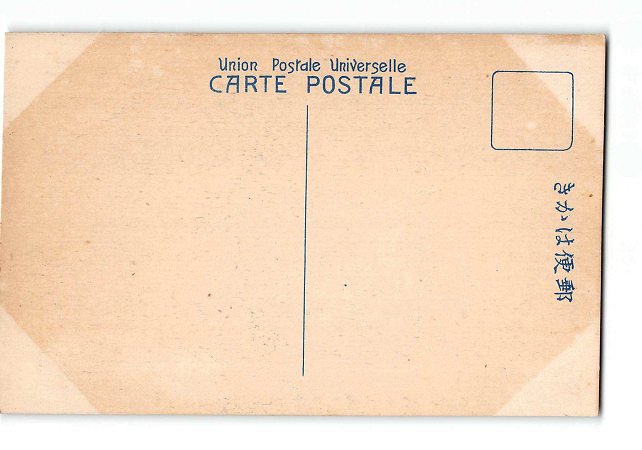 Union Postale Universelle
CARTE POSTALE
きかは便郵